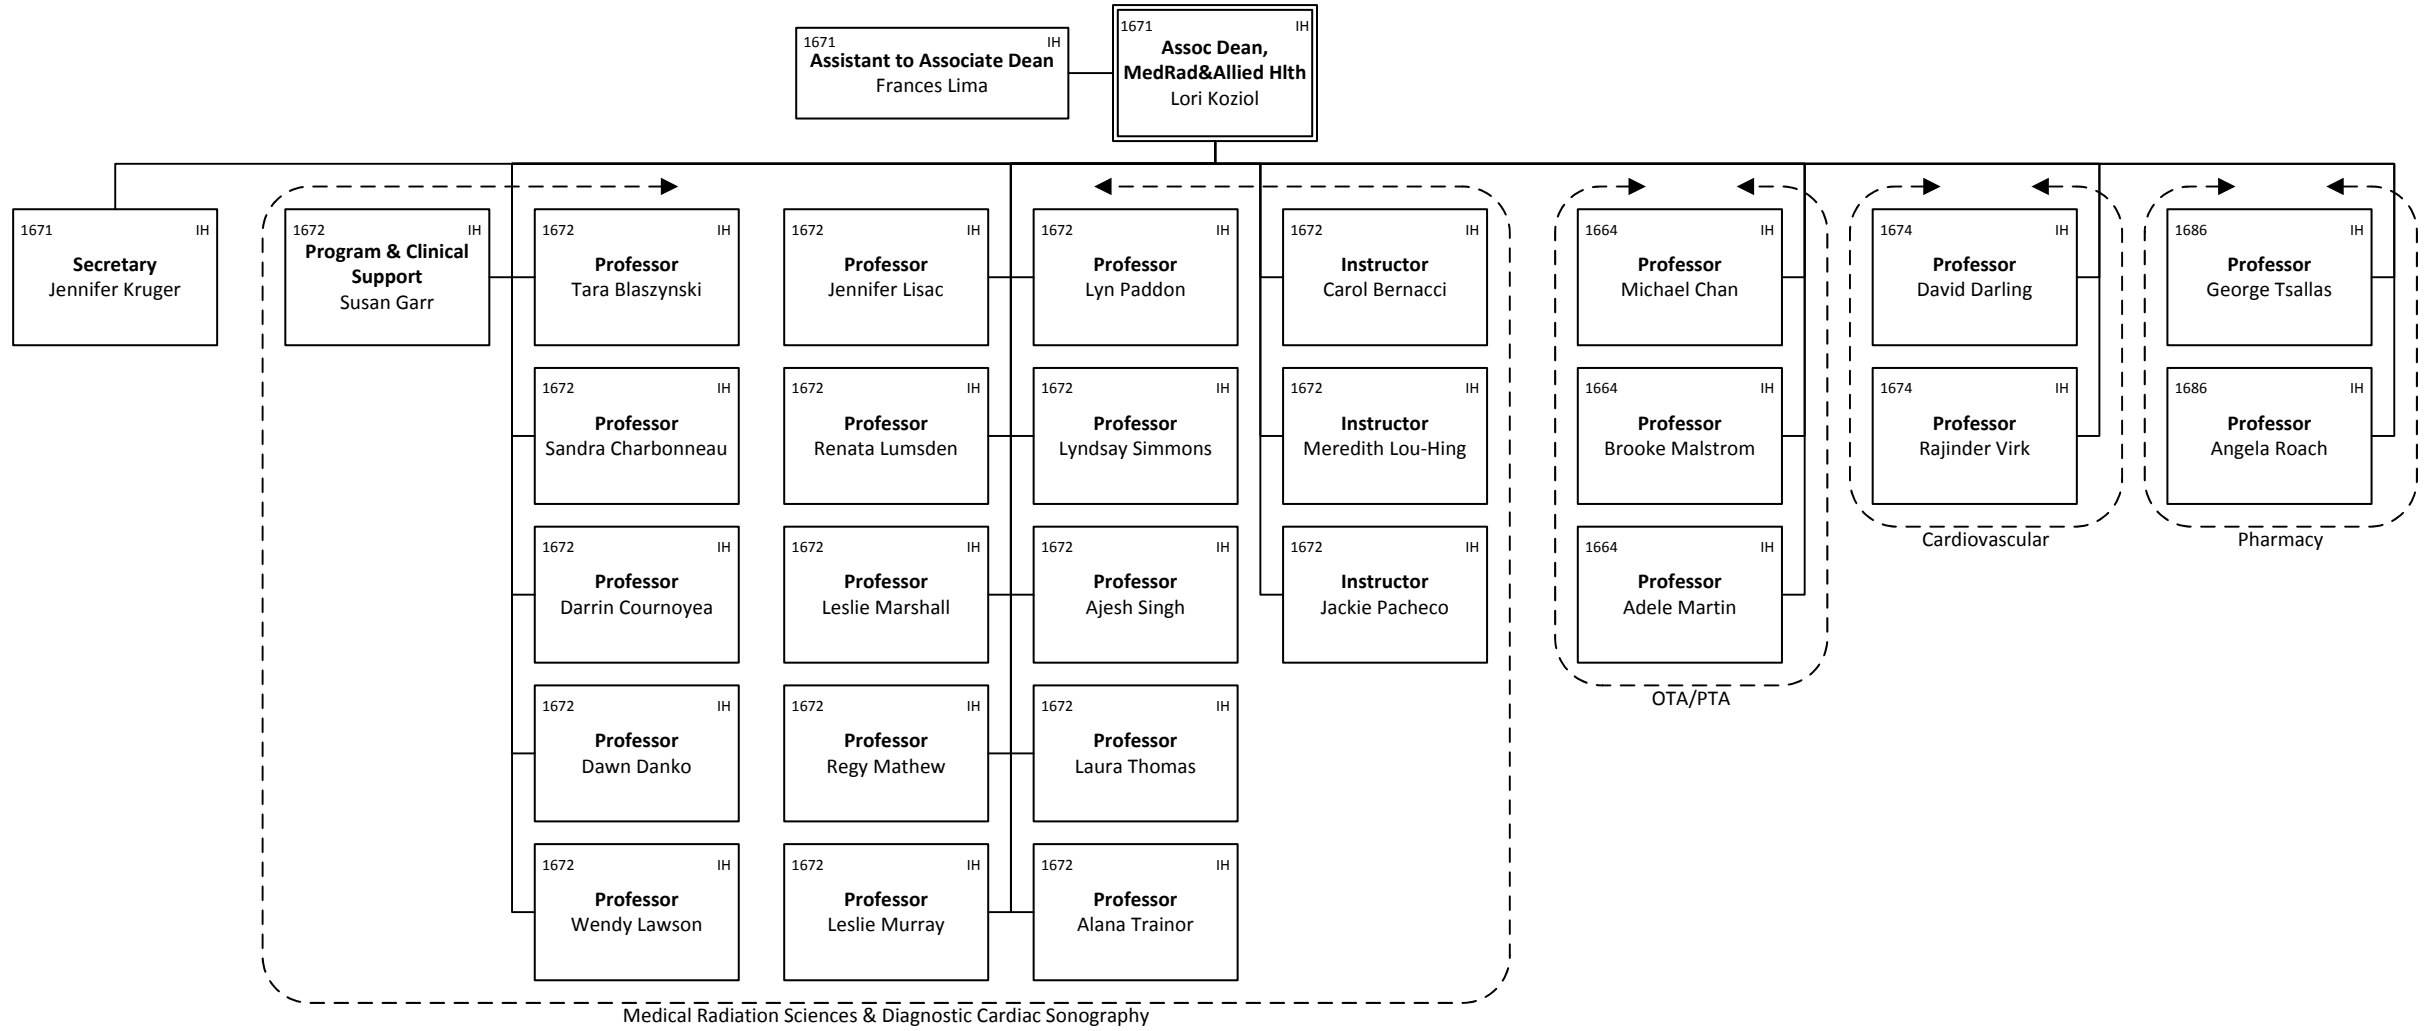 1671 IH
Assistant to Associate Dean
Frances Lima
1671 IH
Assoc Dean,
MedRad&Allied Hlth
Lori Koziol
1671 IH
Secretary
Jennifer Kruger
1672 IH
Program & Clinical
Support
Susan Garr
1672 IH
Professor
Tara Blaszynski
1672 IH
Professor
Jennifer Lisac
1672 IH
Professor
Lyn Paddon
1672 IH
Instructor
Carol Bernacci
1664 IH
Professor
Michael Chan
1674 IH
Professor
David Darling
1686 IH
Professor
George Tsallas
1672 IH
Professor
Sandra Charbonneau
1672 IH
Professor
Renata Lumsden
1672 IH
Professor
Lyndsay Simmons
1672 IH
Instructor
Meredith Lou-Hing
1664 IH
Professor
Brooke Malstrom
1674 IH
Professor
Rajinder Virk
1686 IH
Professor
Angela Roach
1672 IH
Professor
Darrin Cournoyea
1672 IH
Professor
Leslie Marshall
1672 IH
Professor
Ajesh Singh
1672 IH
Instructor
Jackie Pacheco
1664 IH
Professor
Adele Martin
Cardiovascular
Pharmacy
1672 IH
Professor
Dawn Danko
1672 IH
Professor
Regy Mathew
1672 IH
Professor
Laura Thomas
OTA/PTA
1672 IH
Professor
Wendy Lawson
1672 IH
Professor
Leslie Murray
1672 IH
Professor
Alana Trainor
Medical Radiation Sciences & Diagnostic Cardiac Sonography